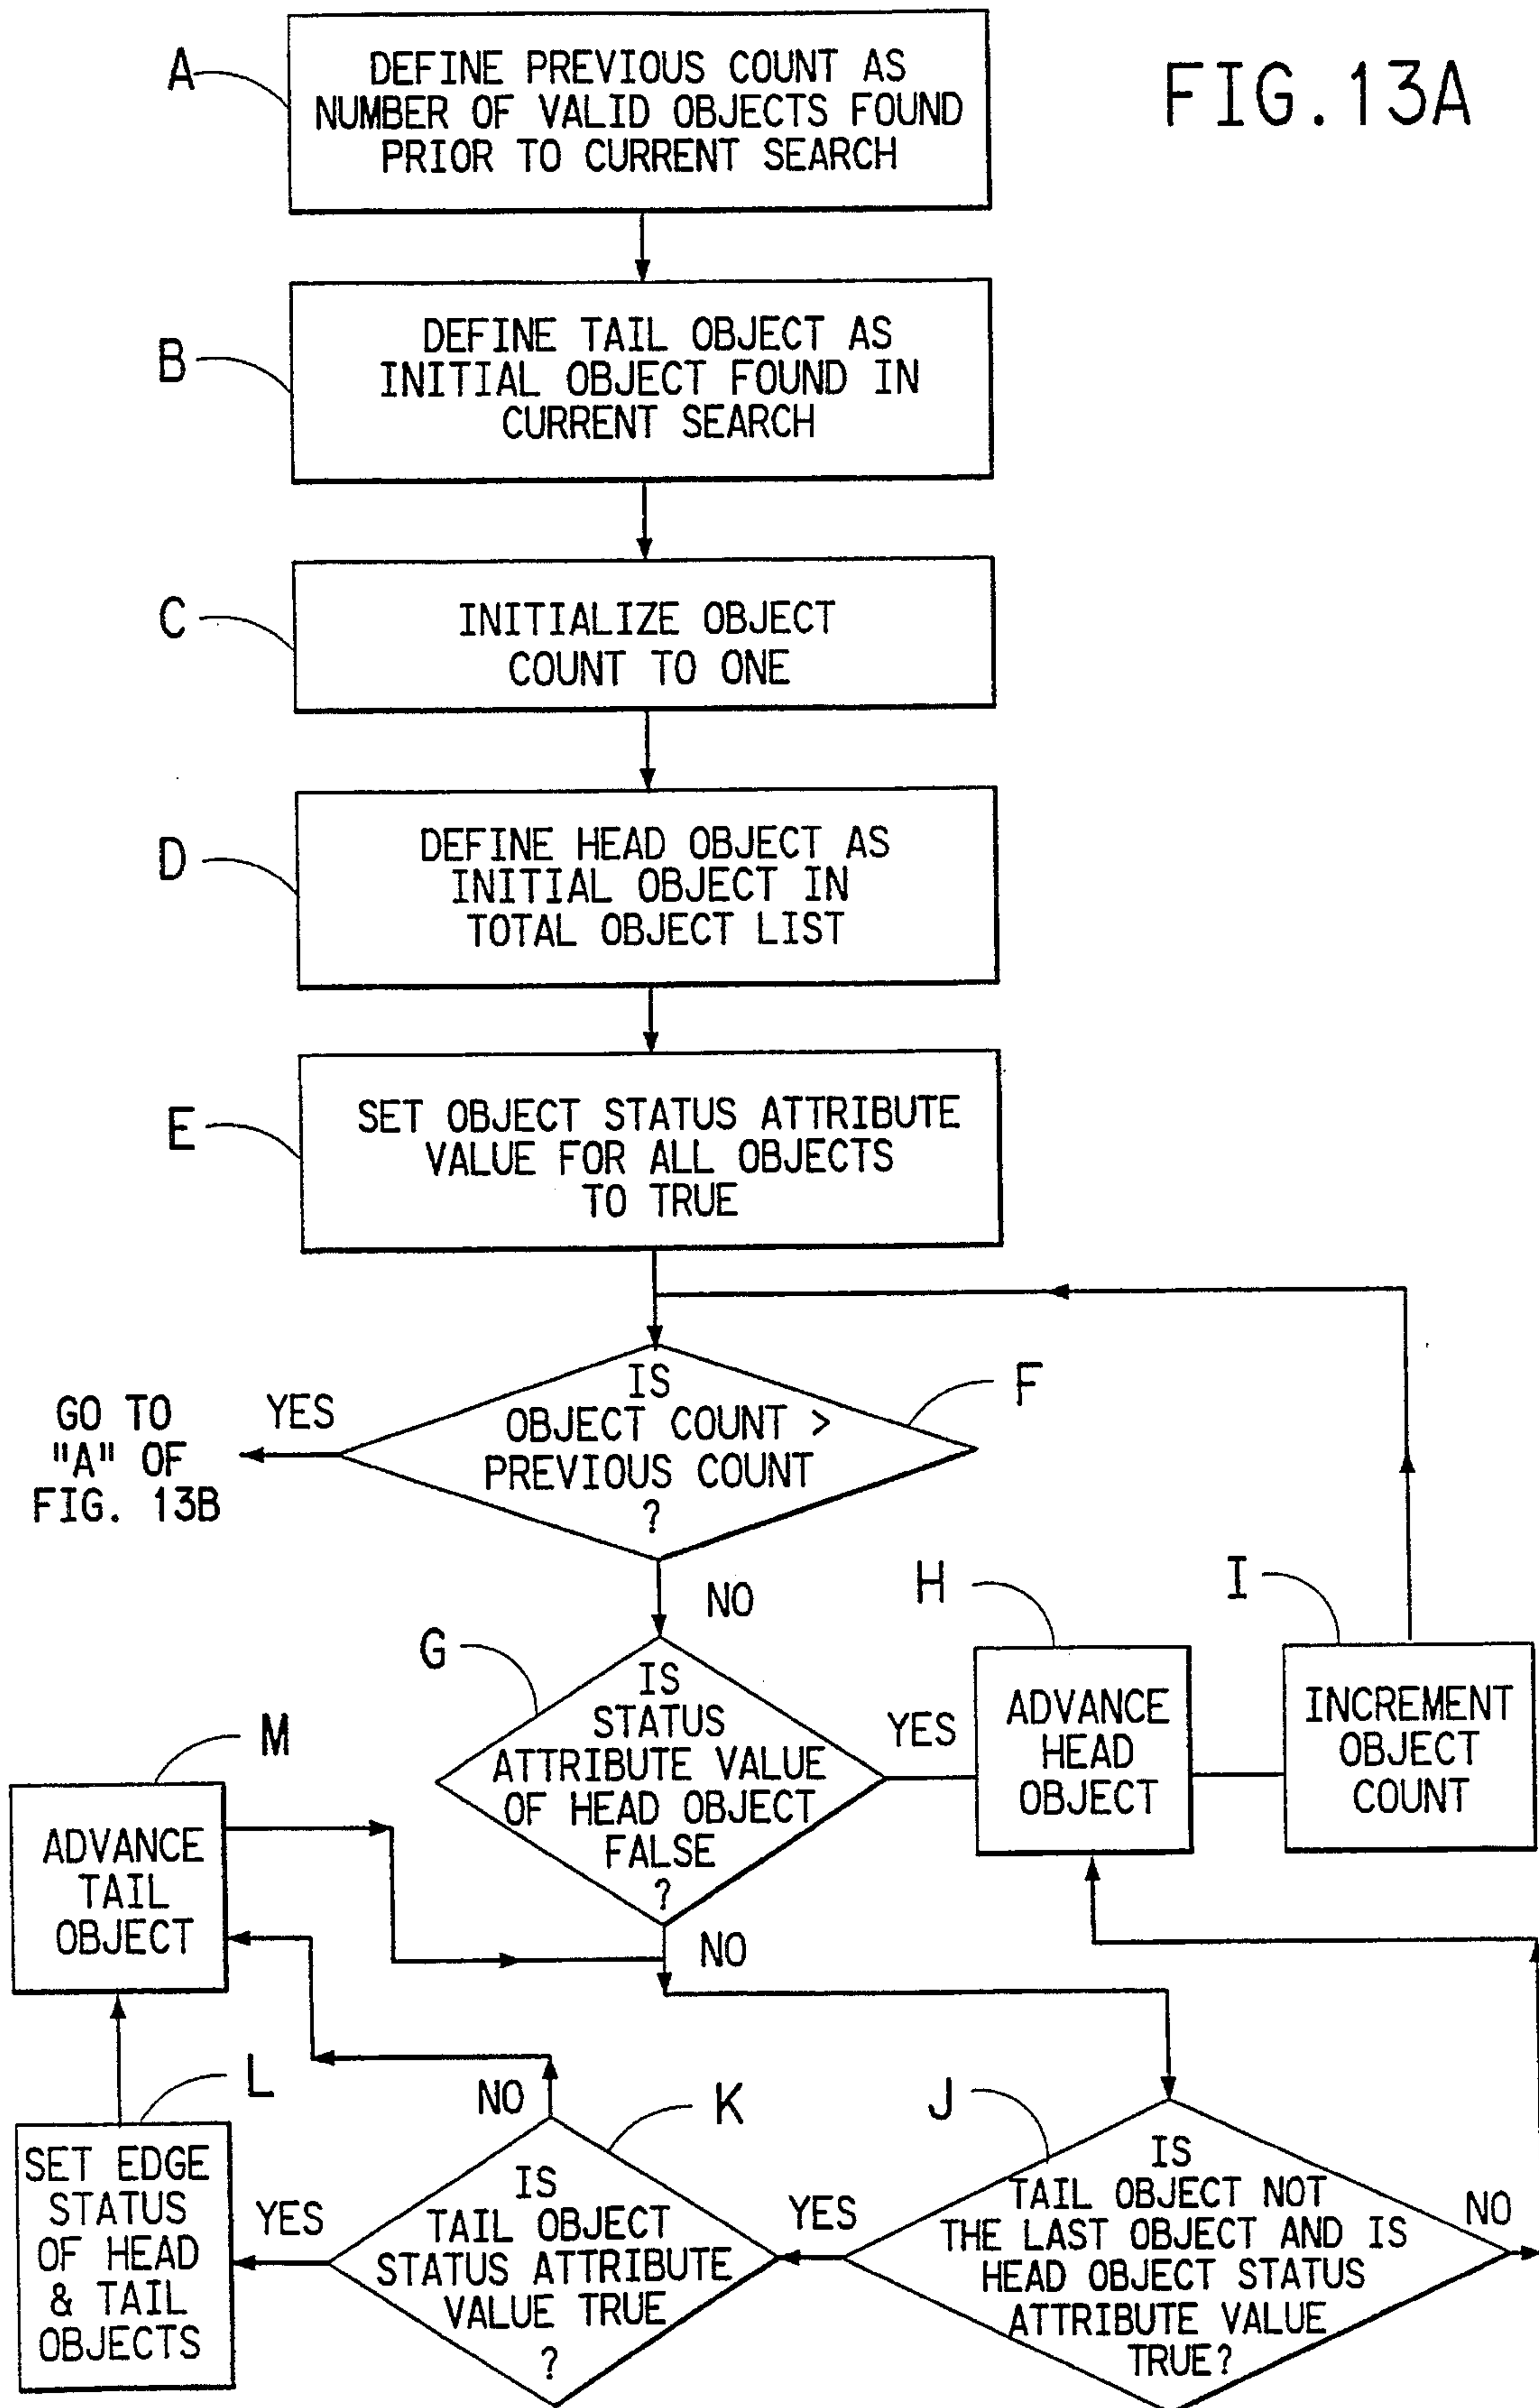 FIG.13A
A
DEFINE PREVIOUS COUNT AS
NUMBER OF VALID OBJECTS FOUND
PRIOR TO CURRENT SEARCH
B
DEFINE TAIL OBJECT AS
INITIAL OBJECT FOUND IN
CURRENT SEARCH
C
INITIALIZE OBJECT
COUNT TO ONE
D
DEFINE HEAD OBJECT AS
INITIAL OBJECT IN
TOTAL OBJECT LIST
E
SET OBJECT STATUS ATTRIBUTE
VALUE FOR ALL OBJECTS
TO TRUE
F
IS
OBJECT COUNT >
PREVIOUS COUNT
?
YES
GO TO
"A" OF
FIG. 13B
NO
G
IS
STATUS
ATTRIBUTE VALUE
OF HEAD OBJECT
FALSE
?
YES
H
ADVANCE
HEAD
OBJECT
I
INCREMENT
OBJECT
COUNT
NO
M
ADVANCE
TAIL
OBJECT
J
IS
TAIL OBJECT NOT
THE LAST OBJECT AND IS
HEAD OBJECT STATUS
ATTRIBUTE VALUE
TRUE?
NO
YES
K
IS
TAIL OBJECT
STATUS ATTRIBUTE
VALUE TRUE
?
NO
YES
L
SET EDGE
STATUS
OF HEAD
& TAIL
OBJECTS